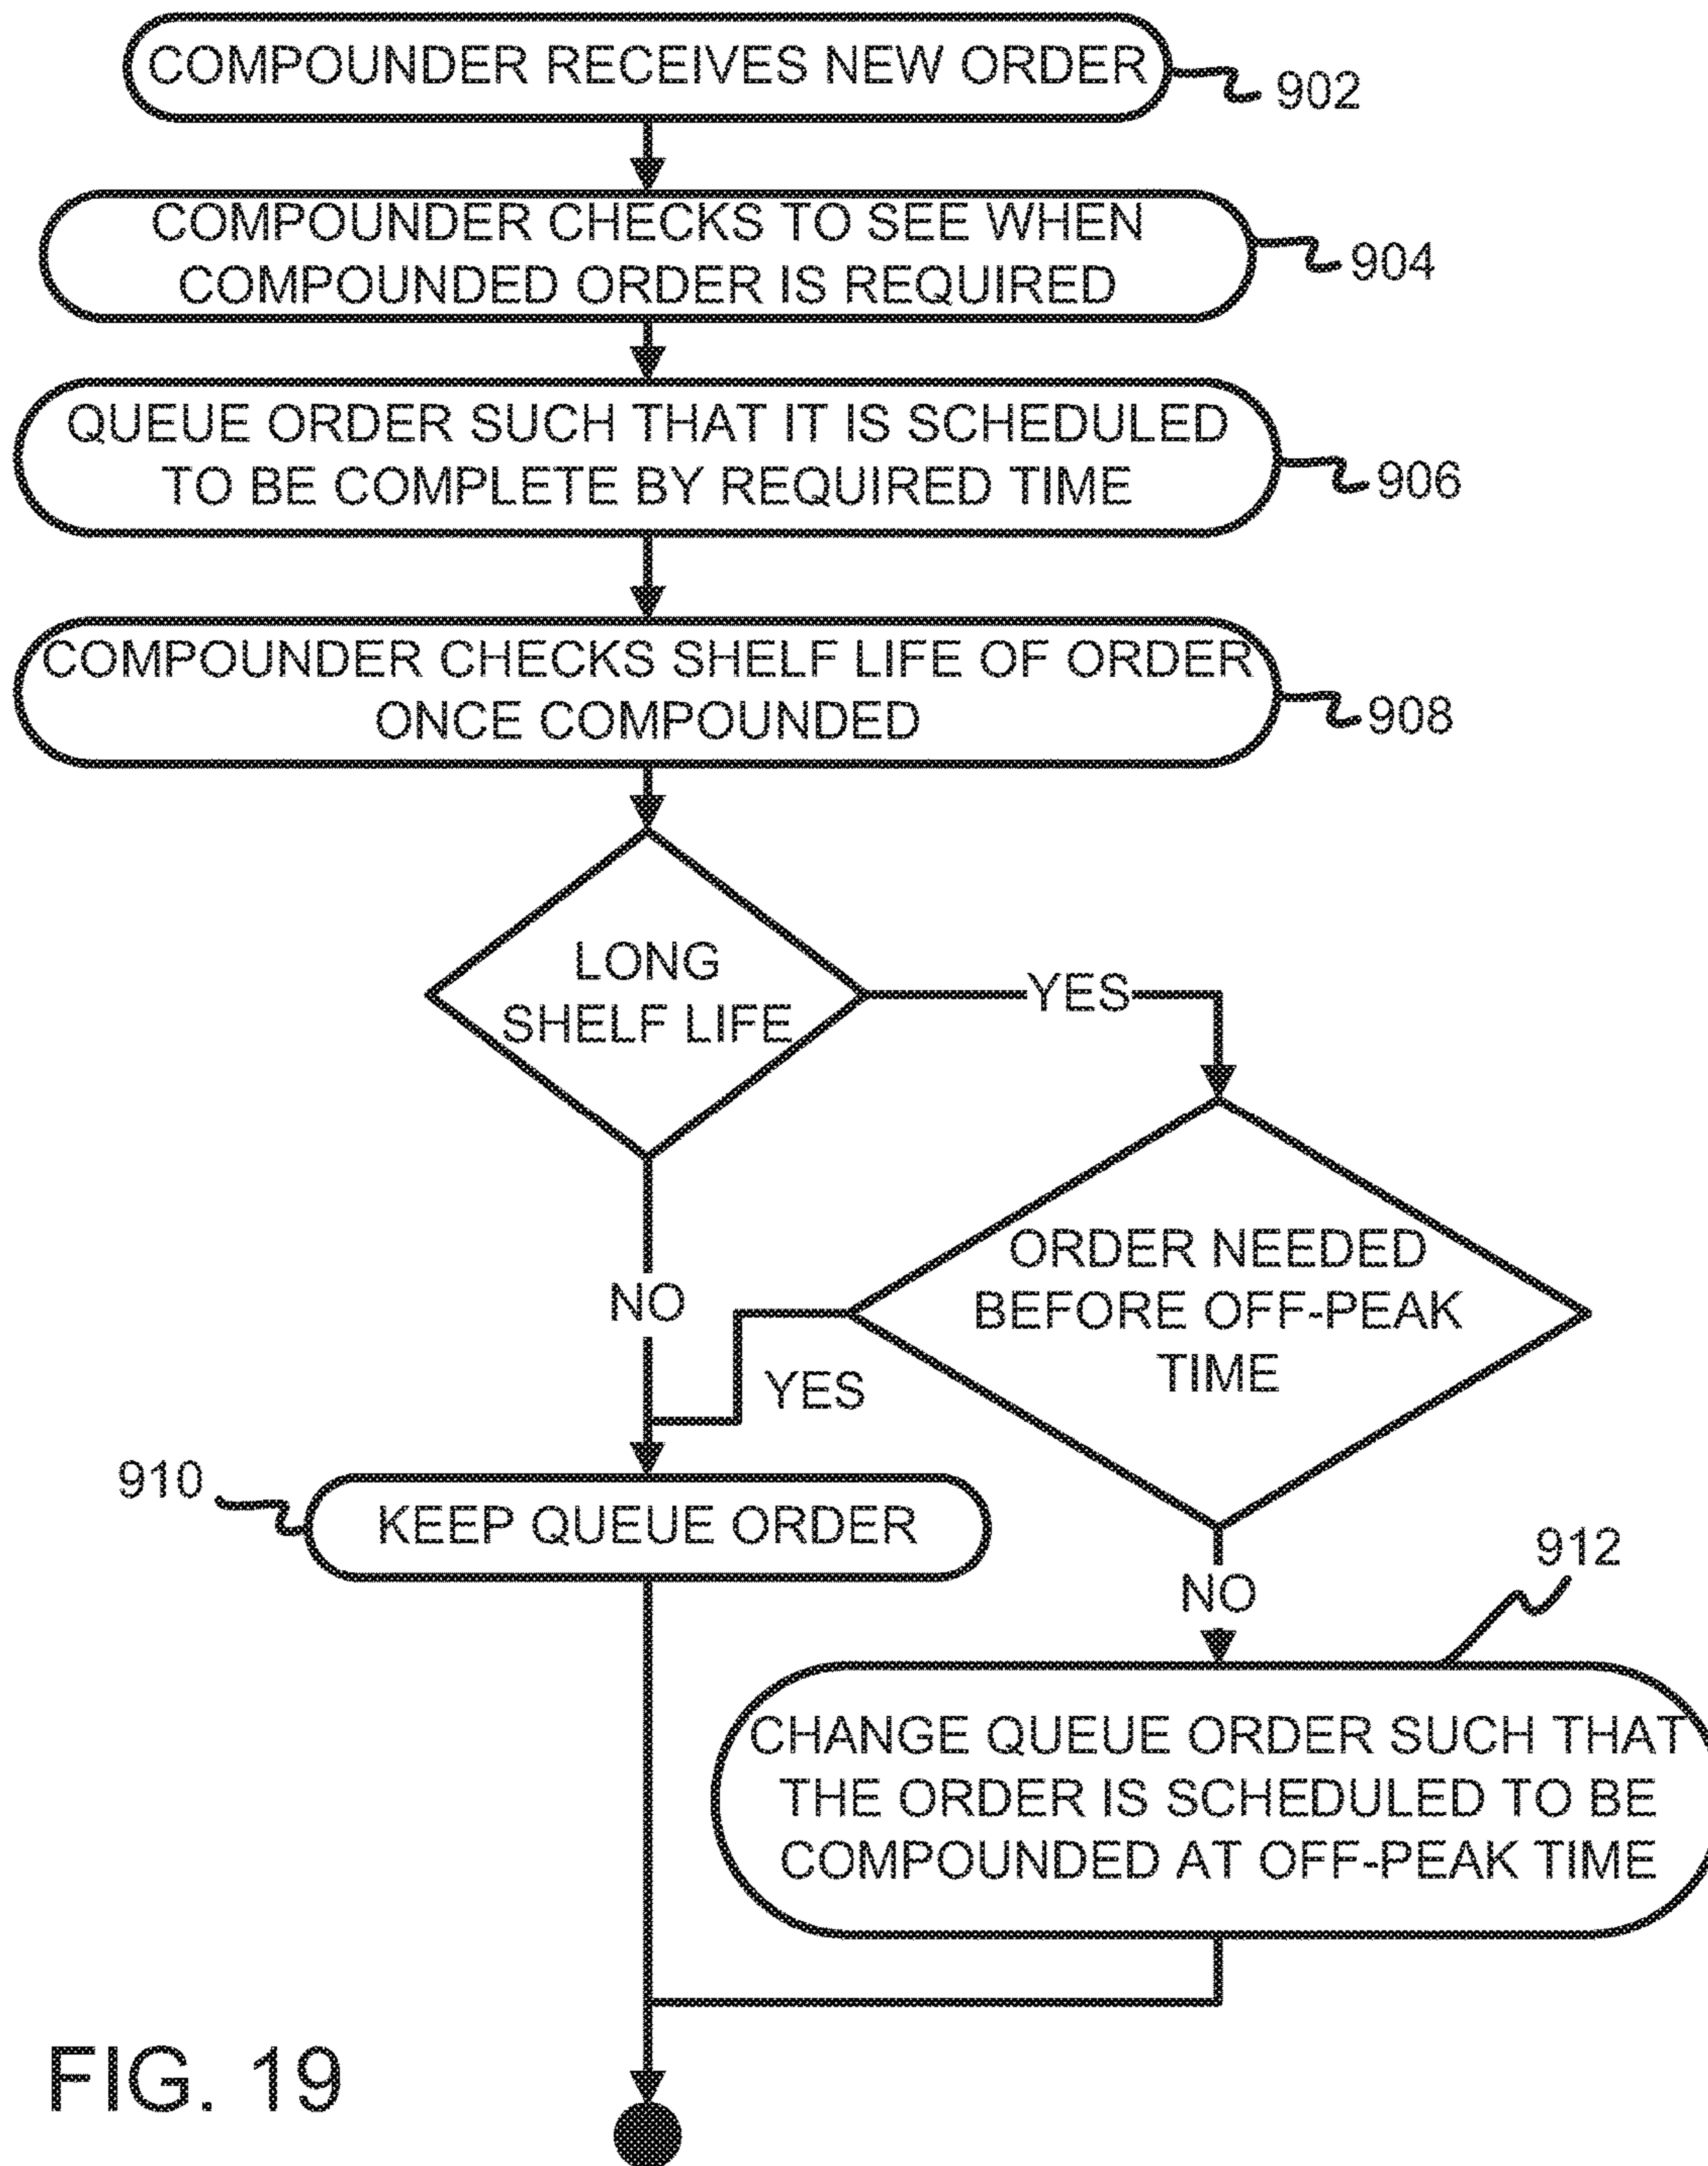 COMPOUNDER RECEIVES NEW ORDER
902
COMPOUNDER CHECKS TO SEE WHEN
COMPOUNDED ORDER IS REQUIRED
904
QUEUE ORDER SUCH THAT IT IS SCHEDULED
TO BE COMPLETE BY REQUIRED TIME
906
COMPOUNDER CHECKS SHELF LIFE OF ORDER
ONCE COMPOUNDED
908
LONG
SHELF LIFE
YES
NO
ORDER NEEDED
BEFORE OFF-PEAK
TIME
YES
910
KEEP QUEUE ORDER
NO
912
CHANGE QUEUE ORDER SUCH THAT
THE ORDER IS SCHEDULED TO BE
COMPOUNDED AT OFF-PEAK TIME
FIG. 19